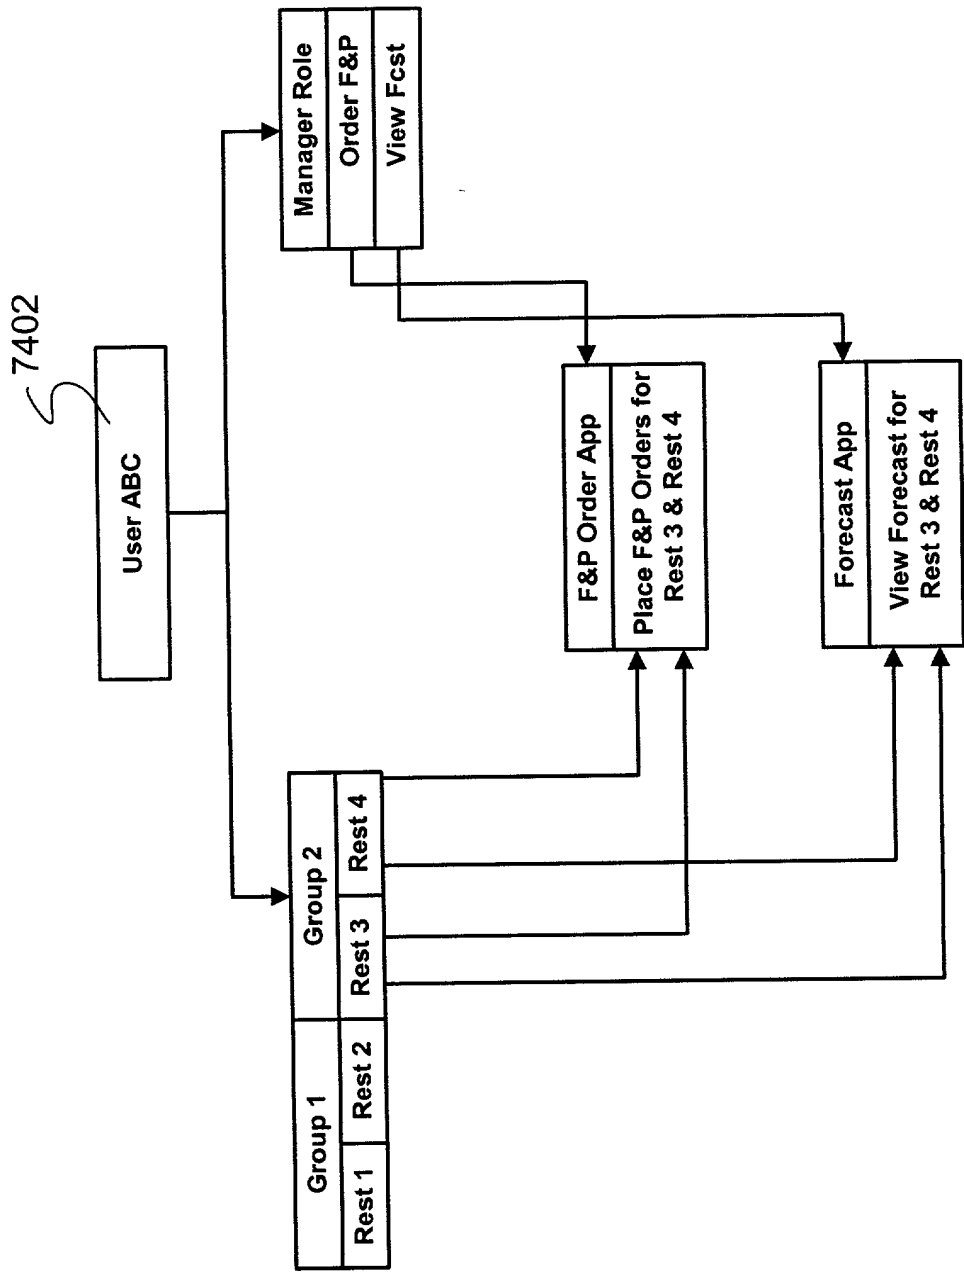 7402
User ABC
Group 1
Group 2
Rest 1
Rest 2
Rest 3
Rest 4
Manager Role
Order F&P
View Fcst
F&P Order App
Place F&P Orders for
Rest 3 & Rest 4
Forecast App
View Forecast for
Rest 3 & Rest 4